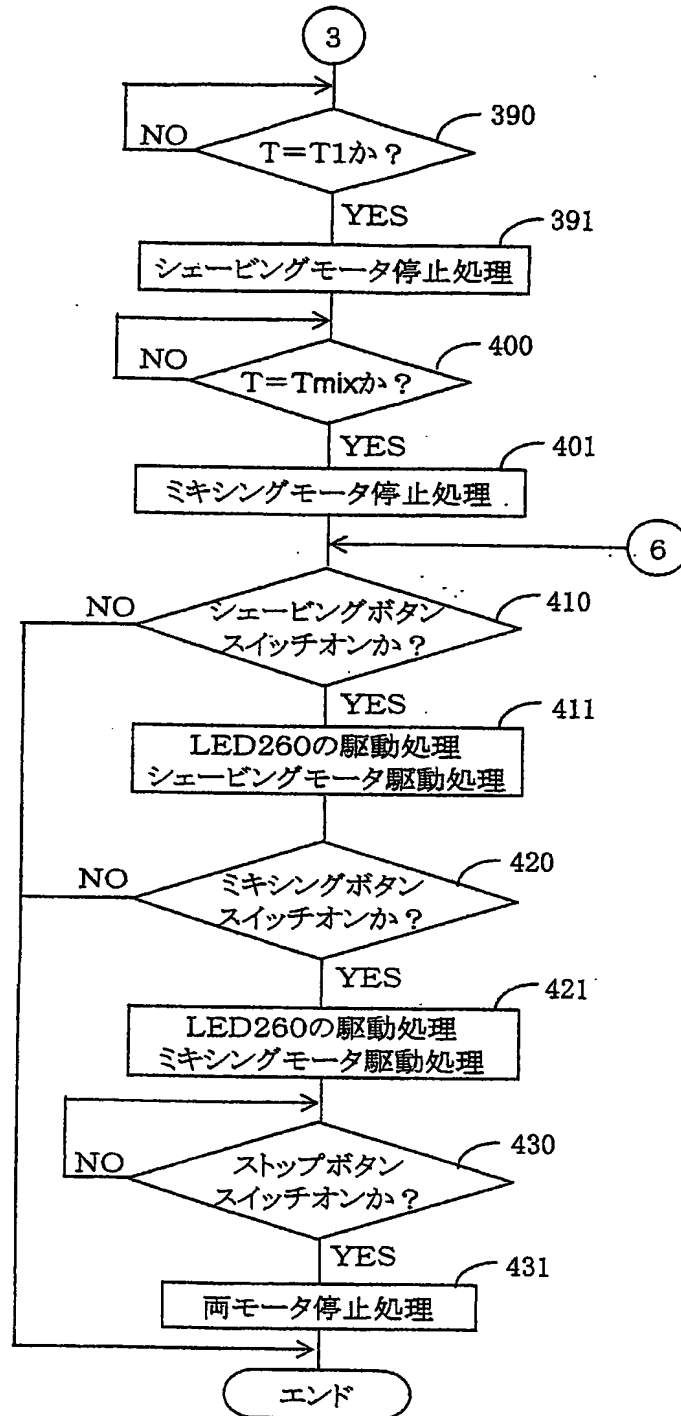 3
390
NO
T=T1か?
YES
391
シェービングモータ停止処理
400
NO
T=Tmixか?
YES
401
ミキシングモータ停止処理
6
NO
410
シェービングボタン
スイッチオンか?
YES
411
LED260の駆動処理
シェービングモータ駆動処理
420
NO
ミキシングボタン
スイッチオンか?
YES
421
LED260の駆動処理
ミキシングモータ駆動処理
430
NO
ストップボタン
スイッチオンか?
YES
431
両モータ停止処理
エンド